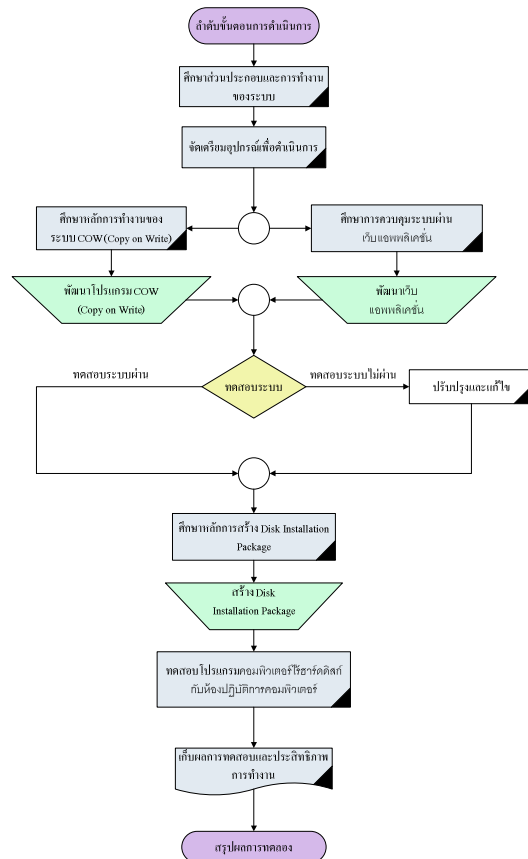 ลำดับขั้นตอนการดำเนินการ
ศึกษาส่วนประกอบและการทำงาน
ของระบบ
จัดเตรียมอุปกรณ์เพื่อดำเนินการ
ศึกษาหลักการทำงานของ
ระบบ COW (Copy on Write)
ศึกษาการควบคุมระบบผ่าน
เว็บแอพพลิเคชั่น
พัฒนาโปรแกรม COW
(Copy on Write)
พัฒนาเว็บ
แอพพลิเคชั่น
ทดสอบระบบผ่าน
ทดสอบระบบ
ทดสอบระบบไม่ผ่าน
ปรับปรุงและแก้ไข
ศึกษาหลักการสร้าง Disk Installation
Package
สร้าง Disk
Installation Package
ทดสอบโปรแกรมคอมพิวเตอร์ไร้ฮาร์ดดิสก์
กับห้องปฏิบัติการคอมพิวเตอร์
เก็บผลการทดสอบและประสิทธิภาพ
การทำงาน
สรุปผลการทดลอง